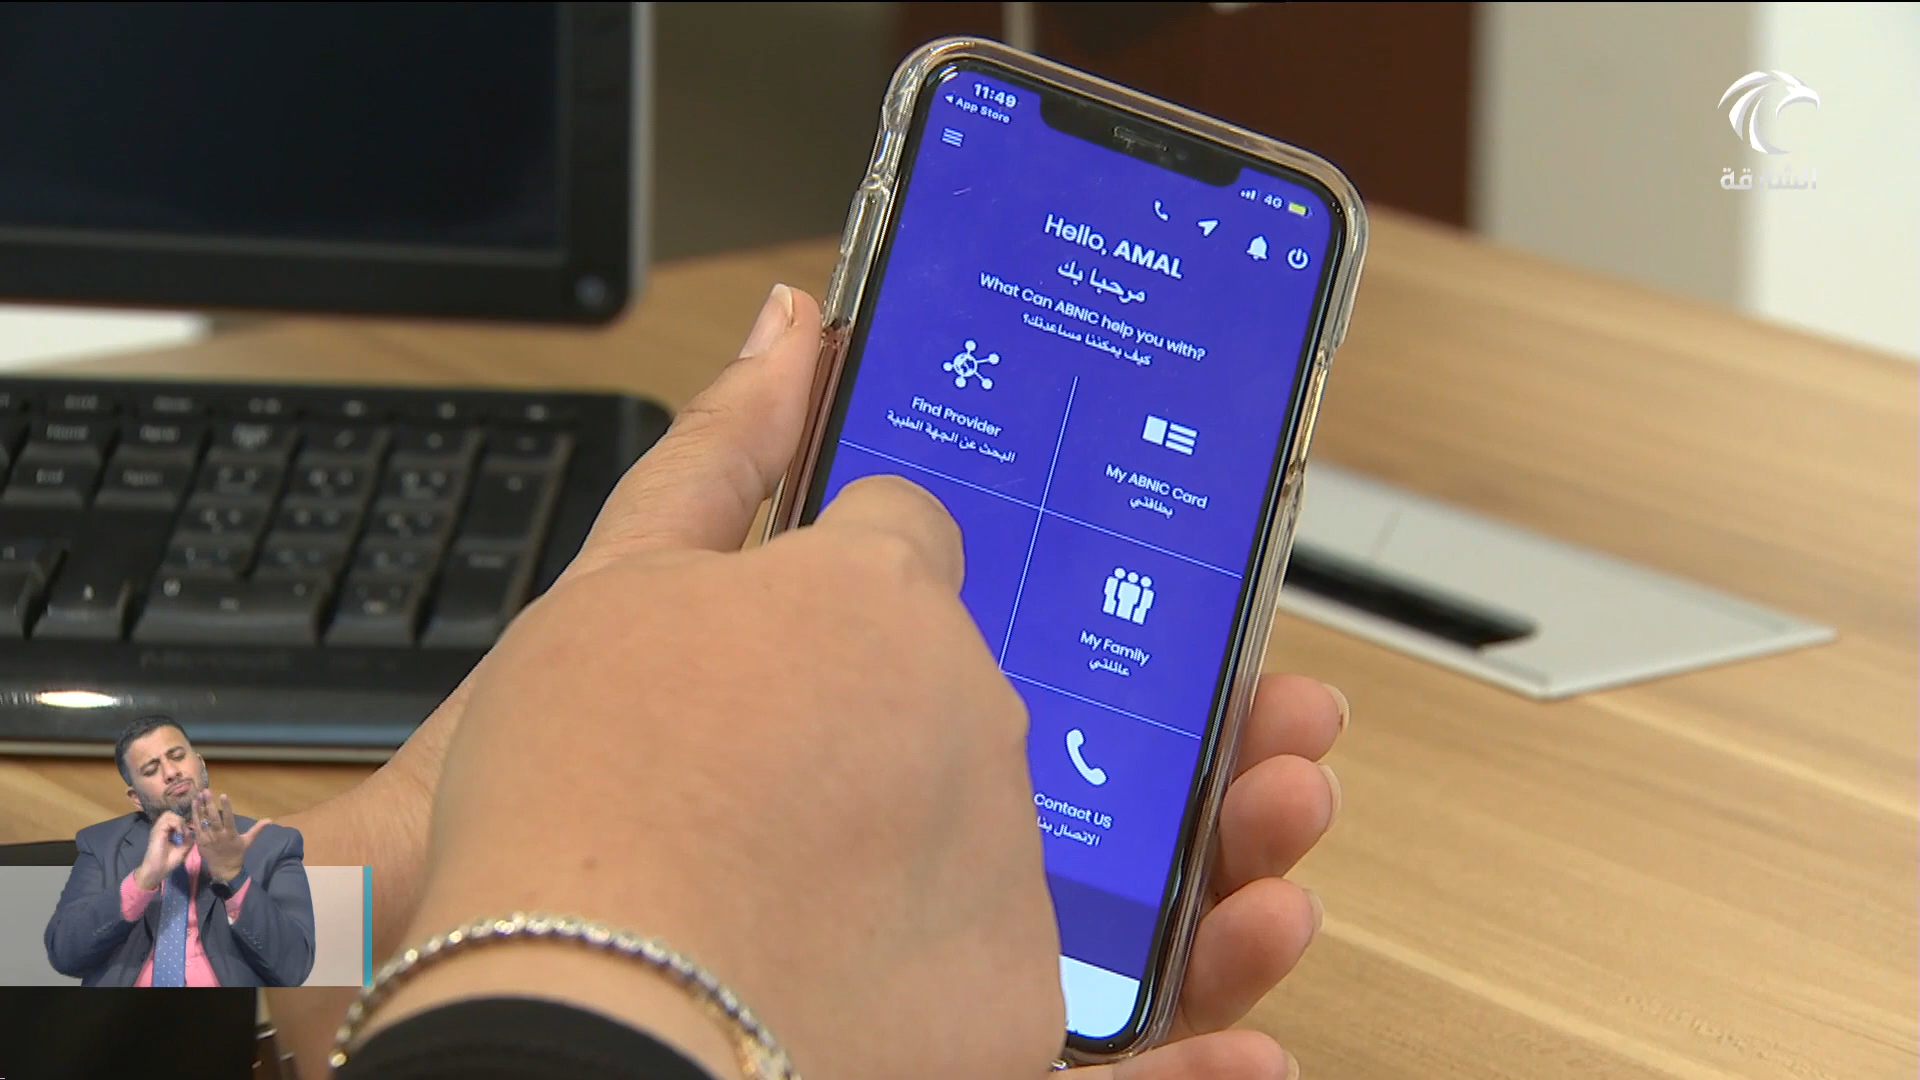 11:49
App Store
4G
Hello, AMAL
مرحبا بك
What Can ABNIC help you with?
كيف يمكننا مساعدتك؟
Find Provider
البحث عن الجهة الطبية
My ABNIC Card
بطاقتي
My Family
عائلتي
Contact US
الاتصال بنا
الشارقة
Microsoft